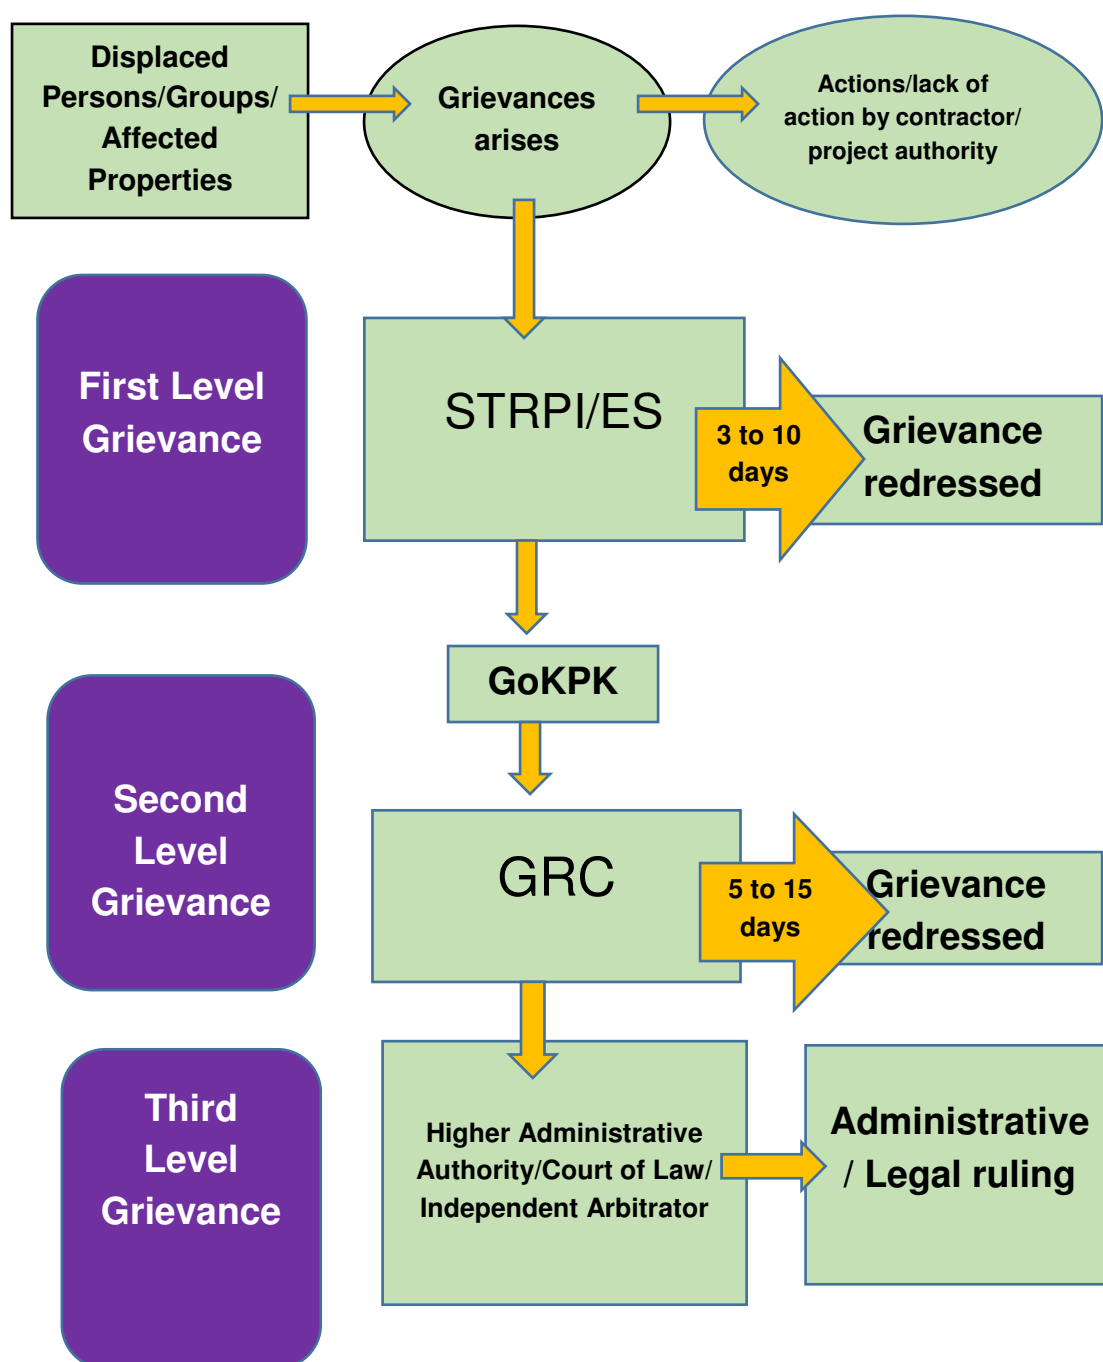 Displaced
Persons/Groups/
Affected
Properties
Grievances
arises
Actions/lack of
action by contractor/
project authority
First Level
Grievance
STRPI/ES
3 to 10
days
Grievance
redressed
GoKPK
Second
Level
Grievance
GRC
5 to 15
days
Grievance
redressed
Third
Level
Grievance
Higher Administrative
Authority/Court of Law/
Independent Arbitrator
Administrative
/ Legal ruling